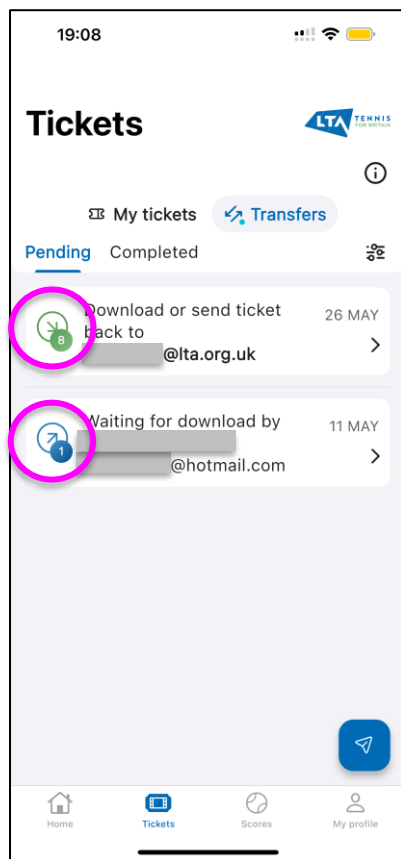 19:08
Tickets
LTA TENNIS
FOR BRITAIN
My tickets Transfers
Pending Completed
Download or send ticket 26 MAY
back to
8
@lta.org.uk
Waiting for download by 11 MAY
1
@hotmail.com
Home Tickets Scores My profile